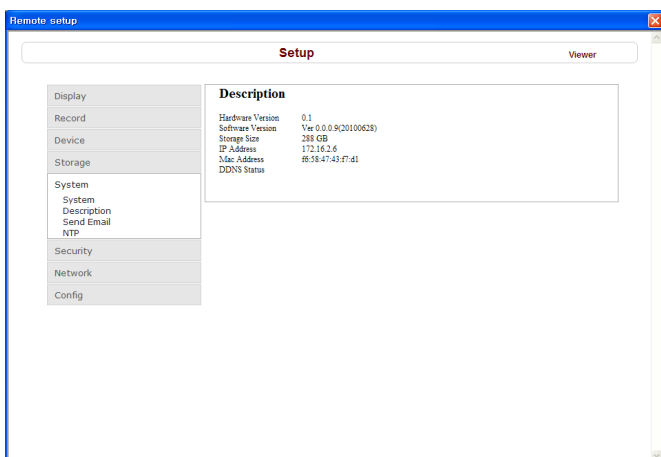 Remote setup
Setup
Viewer
Display
Record
Device
Storage
System
System
Description
Send Email
NTP
Security
Network
Config
Description
Hardware Version 0.1
Software Version Ver 0.0.0.9(20100628)
Storage Size 288 GB
IP Address 172.16.2.6
Mac Address f6:58:47:43:f7:d1
DDNS Status